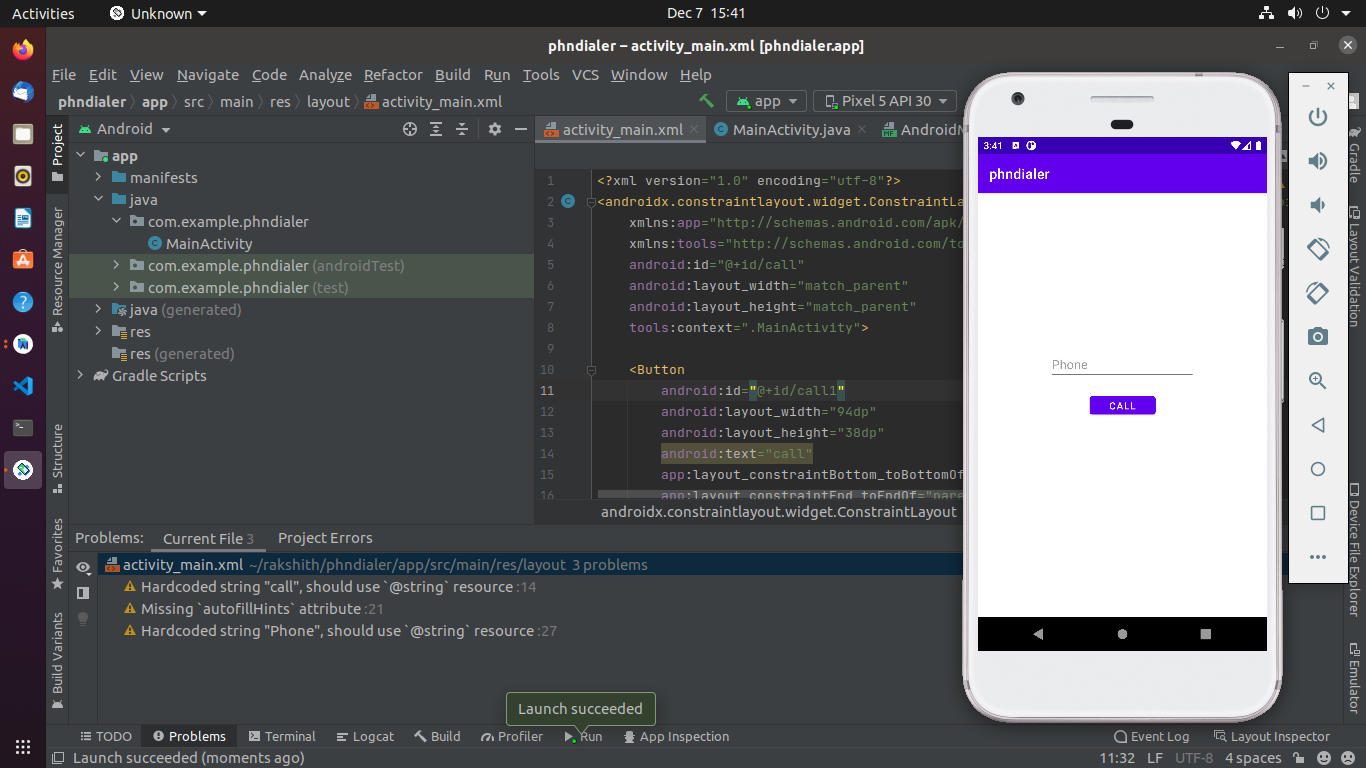 Activities
Unknown
Dec 7 15:41
phndialer – activity_main.xml [phndialer.app]
File Edit View Navigate Code Analyze Refactor Build Run Tools VCS Window Help
phndialer app src main res layout activity_main.xml
app
Pixel 5 API 30
Project
Resource Manager
Structure
Favorites
Build Variants
Android
app
manifests
java
com.example.phndialer
MainActivity
com.example.phndialer (androidTest)
com.example.phndialer (test)
java (generated)
res
res (generated)
Gradle Scripts
activity_main.xml
MainActivity.java
1 <?xml version="1.0" encoding="utf-8"?>
2 <androidx.constraintlayout.widget.ConstraintLa
3 xmlns:app="http://schemas.android.com/apk/
4 xmlns:tools="http://schemas.android.com/to
5 android:id="@+id/call"
6 android:layout_width="match_parent"
7 android:layout_height="match_parent"
8 tools:context=".MainActivity">
9
10 <Button
11 android:id="@+id/call1"
12 android:layout_width="94dp"
13 android:layout_height="38dp"
14 android:text="call"
15 app:layout_constraintBottom_toBottomOf
16 app:layout_constraintEnd_toEndOf="pare
androidx.constraintlayout.widget.ConstraintLayout
3:41
phndialer
Phone
CALL
Gradle
Layout Validation
Device File Explorer
Emulator
Problems: Current File 3 Project Errors
activity_main.xml ~/rakshith/phndialer/app/src/main/res/layout 3 problems
Hardcoded string "call", should use `@string` resource :14
Missing `autofillHints` attribute :21
Hardcoded string "Phone", should use `@string` resource :27
Launch succeeded
TODO Problems Terminal Logcat Build Profiler Run App Inspection Event Log Layout Inspector
Launch succeeded (moments ago)
11:32 LF UTF-8 4 spaces